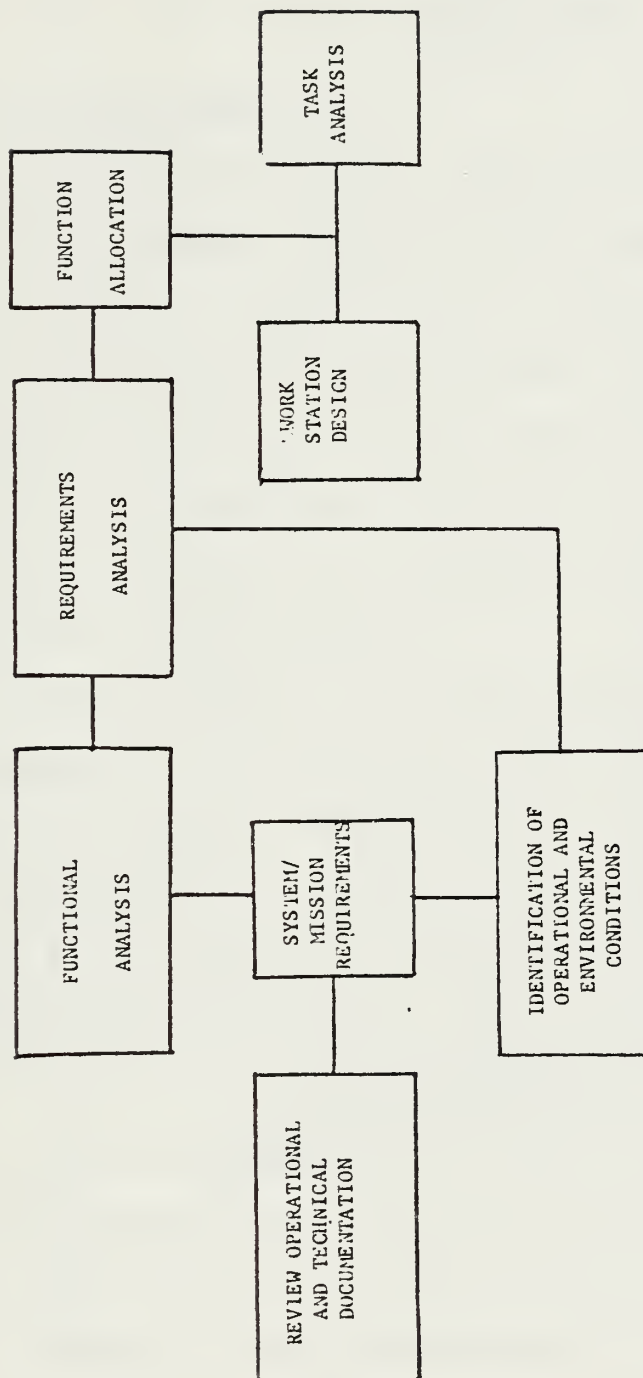 REVIEW OPERATIONAL
AND TECHNICAL
DOCUMENTATION
SYSTEM/
MISSION
REQUIREMENTS
FUNCTIONAL
ANALYSIS
IDENTIFICATION OF
OPERATIONAL AND
ENVIRONMENTAL
CONDITIONS
REQUIREMENTS
ANALYSIS
FUNCTION
ALLOCATION
WORK
STATION
DESIGN
TASK
ANALYSIS